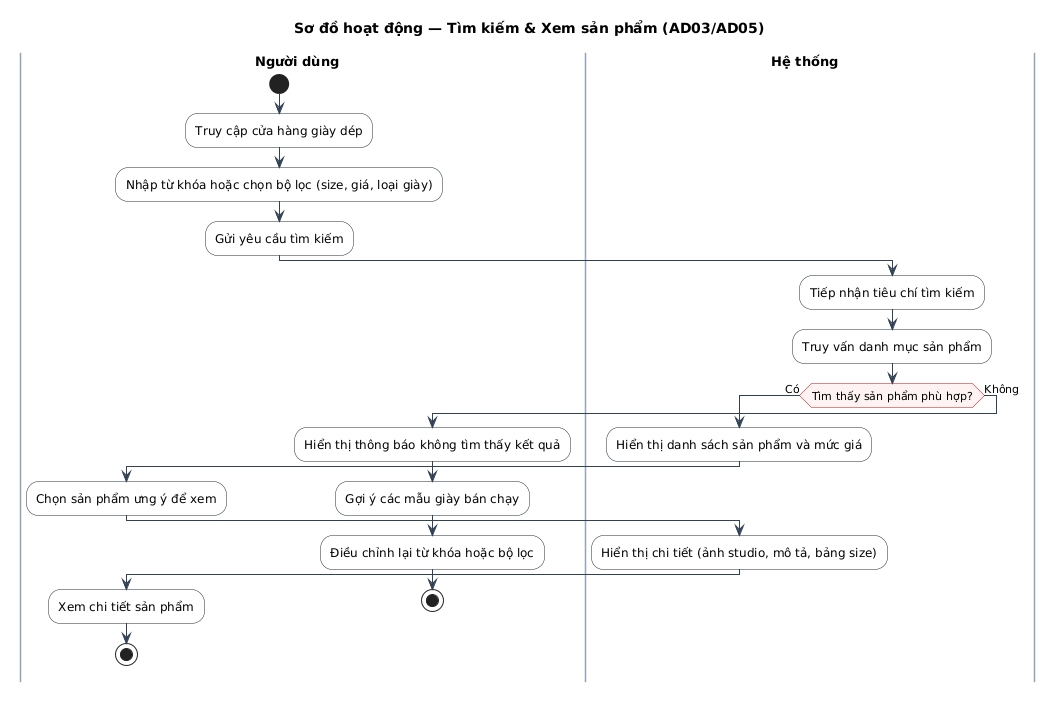 Sơ đồ hoạt động — Tìm kiếm & Xem sản phẩm (AD03/AD05)
Người dùng
Hệ thống
Truy cập cửa hàng giày dép
Nhập từ khóa hoặc chọn bộ lọc (size, giá, loại giày)
Gửi yêu cầu tìm kiếm
Tiếp nhận tiêu chí tìm kiếm
Truy vấn danh mục sản phẩm
Có
Tìm thấy sản phẩm phù hợp?
Không
Hiển thị thông báo không tìm thấy kết quả
Hiển thị danh sách sản phẩm và mức giá
Chọn sản phẩm ưng ý để xem
Gợi ý các mẫu giày bán chạy
Điều chỉnh lại từ khóa hoặc bộ lọc
Hiển thị chi tiết (ảnh studio, mô tả, bảng size)
Xem chi tiết sản phẩm